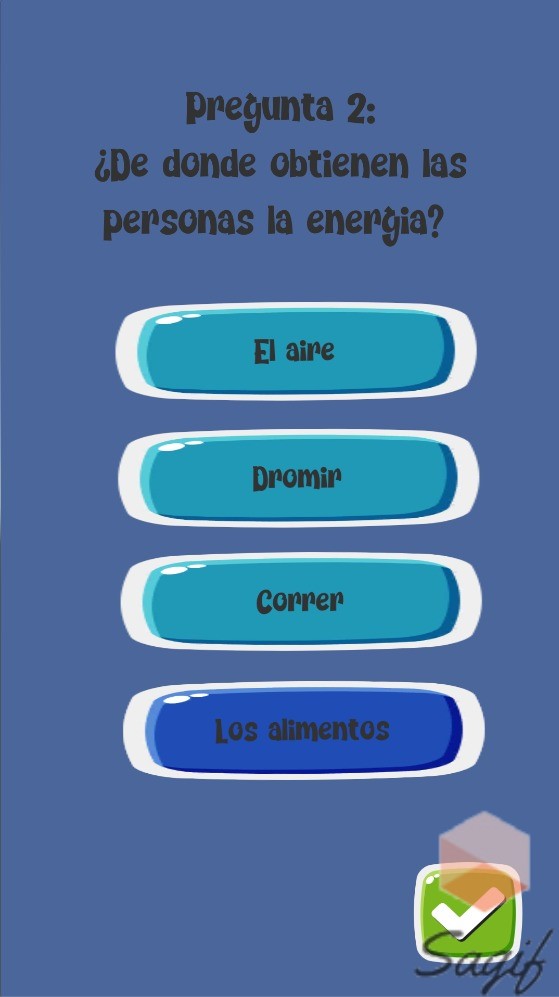 Pregunta 2:
¿De donde obtienen las
personas la energia?
El aire
Dromir
Correr
Los alimentos
Sagif